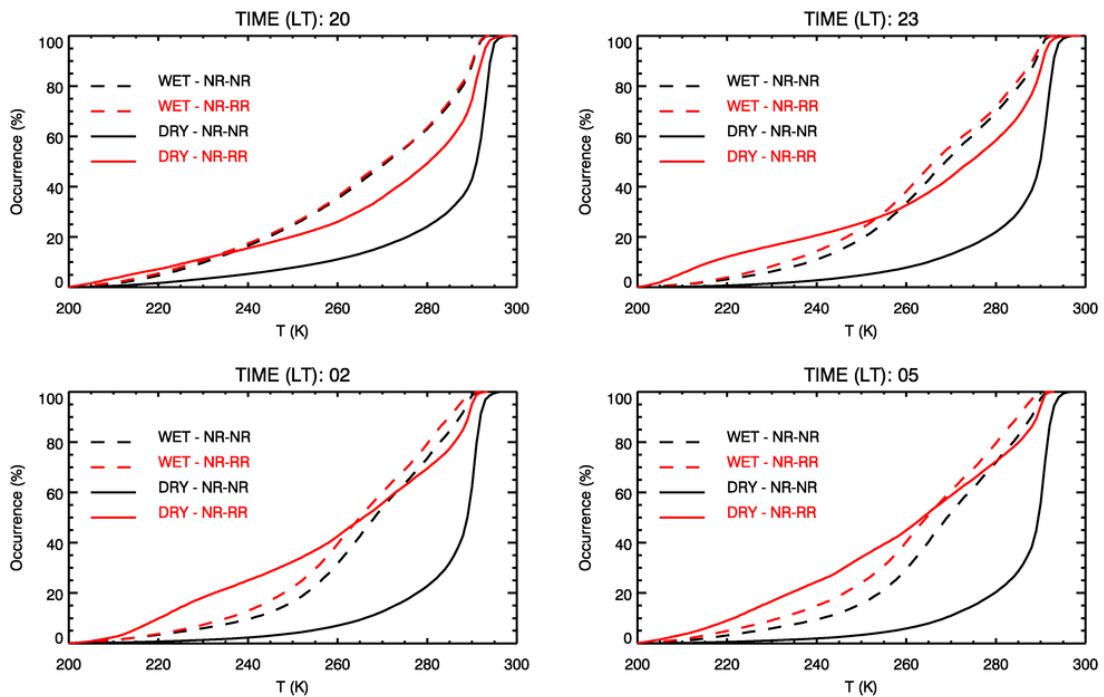 TIME (LT): 20
100
80
60
40
20
0
Occurrence (%)
WET - NR-NR
WET - NR-RR
DRY - NR-NR
DRY - NR-RR
200 220 240 260 280 300
T (K)
TIME (LT): 23
100
80
60
40
20
0
Occurrence (%)
WET - NR-NR
WET - NR-RR
DRY - NR-NR
DRY - NR-RR
200 220 240 260 280 300
T (K)
TIME (LT): 02
100
80
60
40
20
0
Occurrence (%)
WET - NR-NR
WET - NR-RR
DRY - NR-NR
DRY - NR-RR
200 220 240 260 280 300
T (K)
TIME (LT): 05
100
80
60
40
20
0
Occurrence (%)
WET - NR-NR
WET - NR-RR
DRY - NR-NR
DRY - NR-RR
200 220 240 260 280 300
T (K)